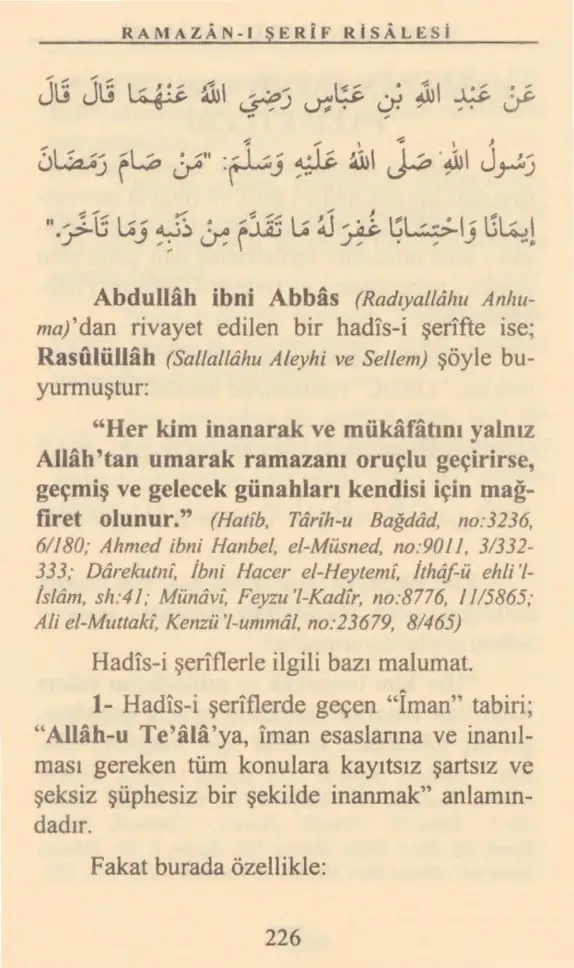 RAMAZÂN-I ŞERÎF RİSÂLESİ
عَنْ عَبْدِ اللهِ بْنِ عَبَّاسٍ رَضِيَ اللهُ عَنْهُمَا قَالَ قَالَ
رَسُولُ اللهِ صَلَّى اللهُ عَلَيْهِ وَسَلَّمَ: "مَنْ صَامَ رَمَضَانَ
إِيمَانًا وَاحْتِسَابًا غُفِرَ لَهُ مَا تَقَدَّمَ مِنْ ذَنْبِهِ وَمَا تَأَخَّرَ."
Abdullâh ibni Abbâs (Radıyallâhu Anhu-
ma)'dan rivayet edilen bir hadîs-i şerîfte ise;
Rasûlüllâh (Sallallâhu Aleyhi ve Sellem) şöyle bu-
yurmuştur:
“Her kim inanarak ve mükâfâtını yalnız
Allâh’tan umarak ramazanı oruçlu geçirirse,
geçmiş ve gelecek günahları kendisi için mağ-
firet olunur.” (Hatîb, Târîh-u Bağdâd, no:3236,
6/180; Ahmed ibni Hanbel, el-Müsned, no:9011, 3/332-
333; Dârekutnî, İbni Hacer el-Heytemî, İthâf-ü ehli'l-
İslâm, sh:41; Münâvî, Feyzu'l-Kadîr, no:8776, 11/5865;
Ali el-Muttakî, Kenzü'l-ummâl, no:23679, 8/465)
Hadîs-i şerîflerle ilgili bazı malumat.
1- Hadîs-i şerîflerde geçen “Îman” tabiri;
“Allâh-u Te’âlâ’ya, îman esaslarına ve inanıl-
ması gereken tüm konulara kayıtsız şartsız ve
şeksiz şüphesiz bir şekilde inanmak” anlamın-
dadır.
Fakat burada özellikle:
226